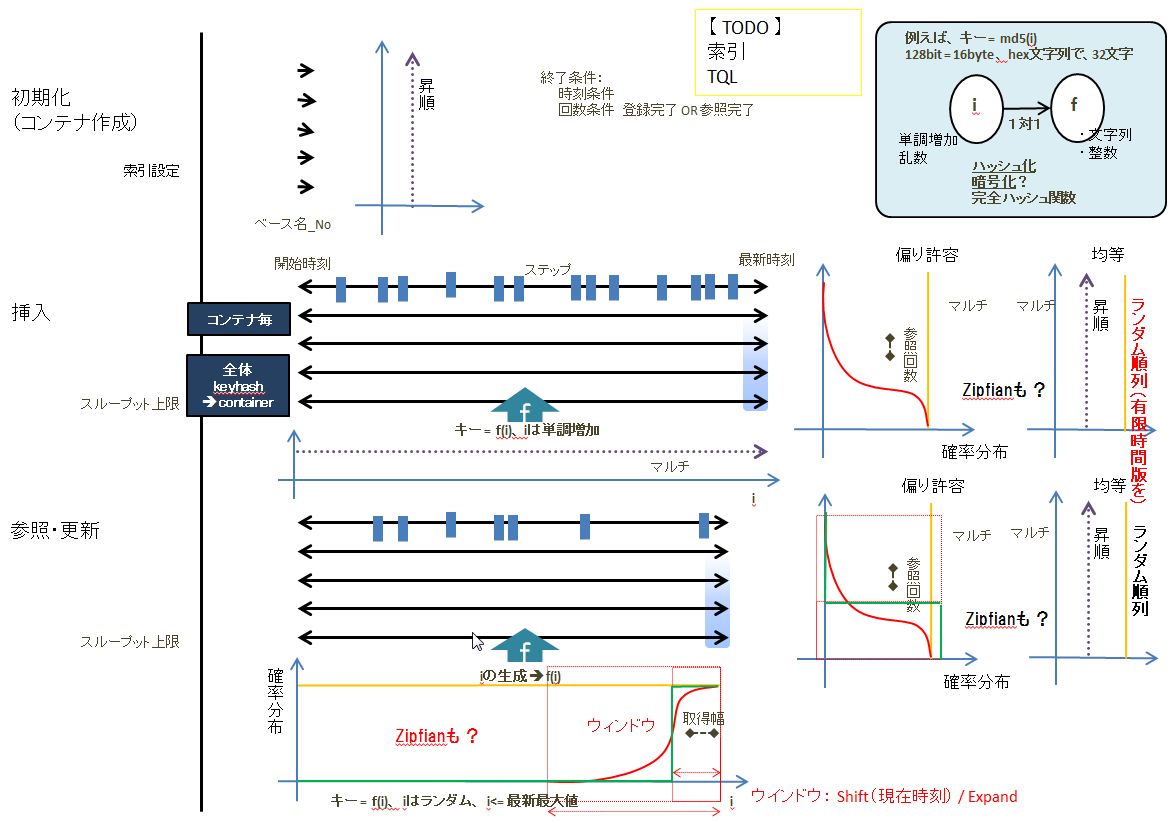 【 TODO 】
索引
TQL
例えば、キー = md5(i)
128bit = 16byte、hex文字列で、32文字
i
f
1対1
単調増加
乱数
・文字列
・整数
ハッシュ化
暗号化？
完全ハッシュ関数
初期化
（コンテナ作成）
索引設定
昇順
終了条件：
時刻条件
回数条件 登録完了 OR 参照完了
ベース名_No
開始時刻
ステップ
最新時刻
挿入
コンテナ毎
全体
keyhash
➔ container
スループット上限
f
キー = f(i)、iは単調増加
マルチ
i
偏り許容
マルチ
参照回数
確率分布
Zipfianも？
均等
マルチ
昇順
ランダム順列（有限時間版を）
参照・更新
スループット上限
f
iの生成 ➔ f(i)
確率分布
Zipfianも？
ウィンドウ
取得幅
キー = f(i)、iはランダム、i<= 最新最大値
i
ウインドウ： Shift（現在時刻） / Expand
偏り許容
マルチ
参照回数
確率分布
Zipfianも？
均等
マルチ
昇順
ランダム順列